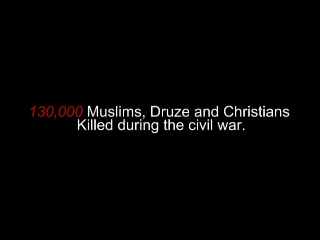 130,000 Muslims, Druze and Christians
Killed during the civil war.